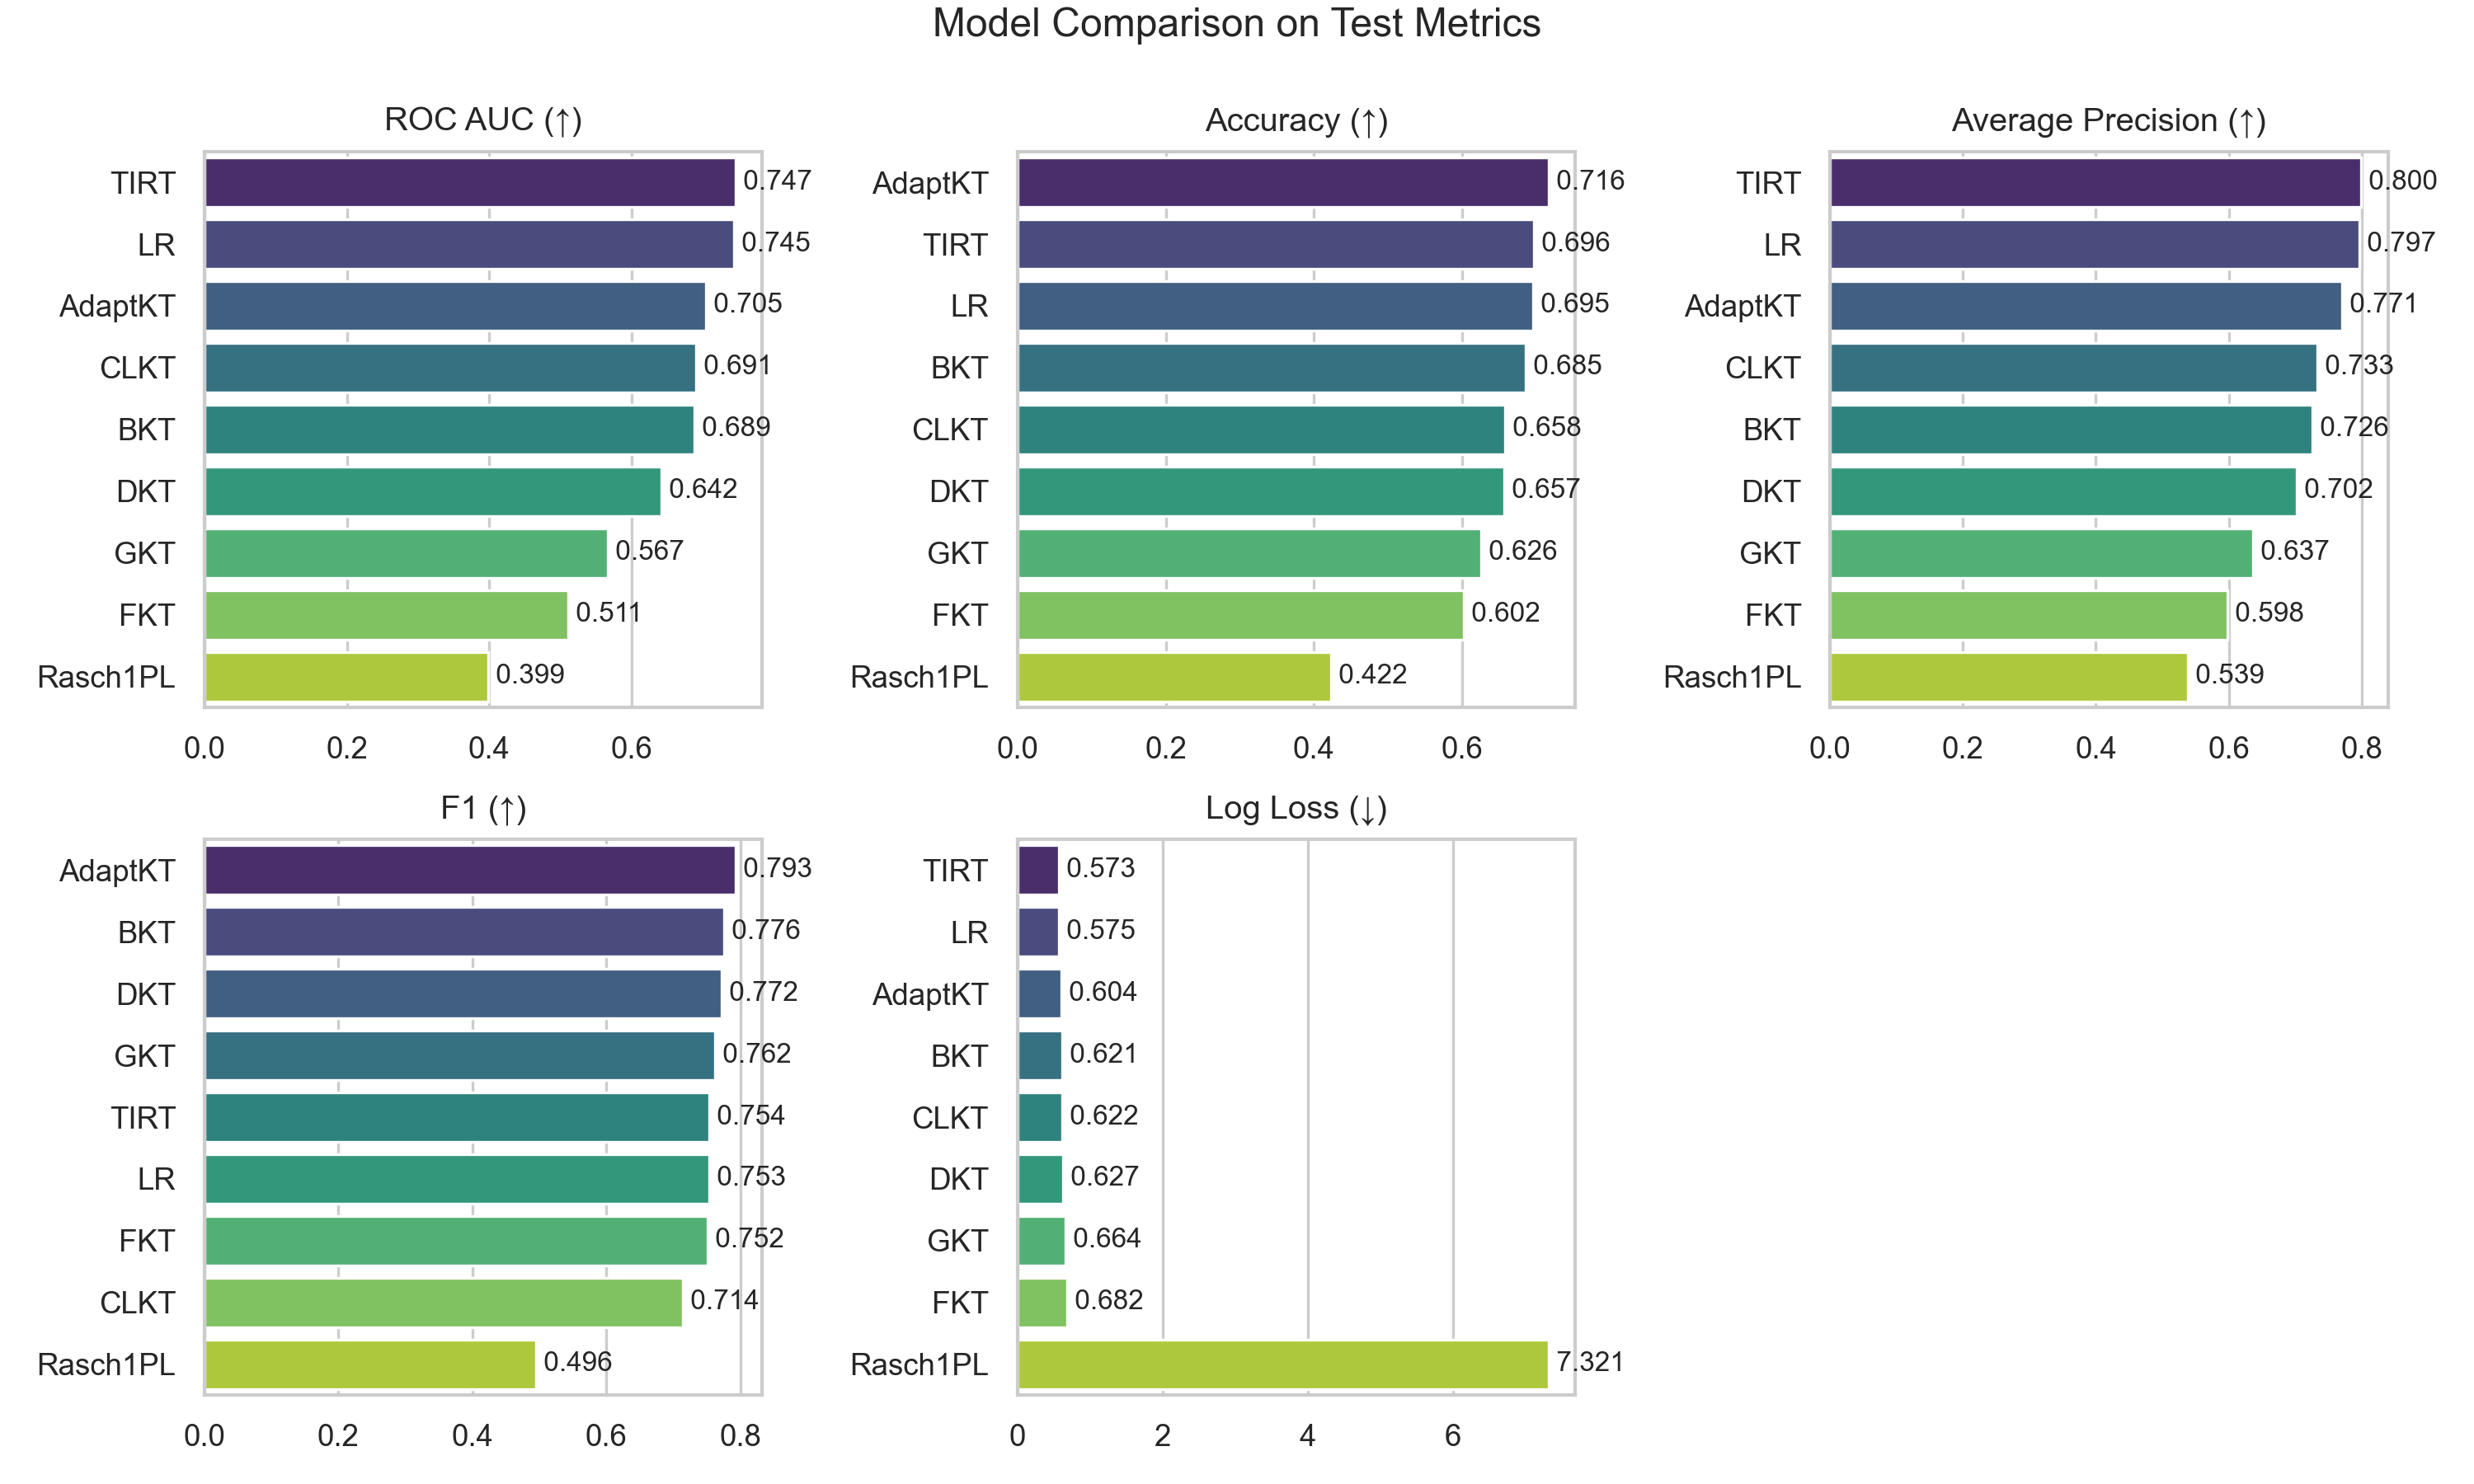 Model Comparison on Test Metrics
ROC AUC (↑)
TIRT 0.747
LR 0.745
AdaptKT 0.705
CLKT 0.691
BKT 0.689
DKT 0.642
GKT 0.567
FKT 0.511
Rasch1PL 0.399
0.0 0.2 0.4 0.6
Accuracy (↑)
AdaptKT 0.716
TIRT 0.696
LR 0.695
BKT 0.685
CLKT 0.658
DKT 0.657
GKT 0.626
FKT 0.602
Rasch1PL 0.422
0.0 0.2 0.4 0.6
Average Precision (↑)
TIRT 0.800
LR 0.797
AdaptKT 0.771
CLKT 0.733
BKT 0.726
DKT 0.702
GKT 0.637
FKT 0.598
Rasch1PL 0.539
0.0 0.2 0.4 0.6 0.8
F1 (↑)
AdaptKT 0.793
BKT 0.776
DKT 0.772
GKT 0.762
TIRT 0.754
LR 0.753
FKT 0.752
CLKT 0.714
Rasch1PL 0.496
0.0 0.2 0.4 0.6 0.8
Log Loss (↓)
TIRT 0.573
LR 0.575
AdaptKT 0.604
BKT 0.621
CLKT 0.622
DKT 0.627
GKT 0.664
FKT 0.682
Rasch1PL 7.321
0 2 4 6